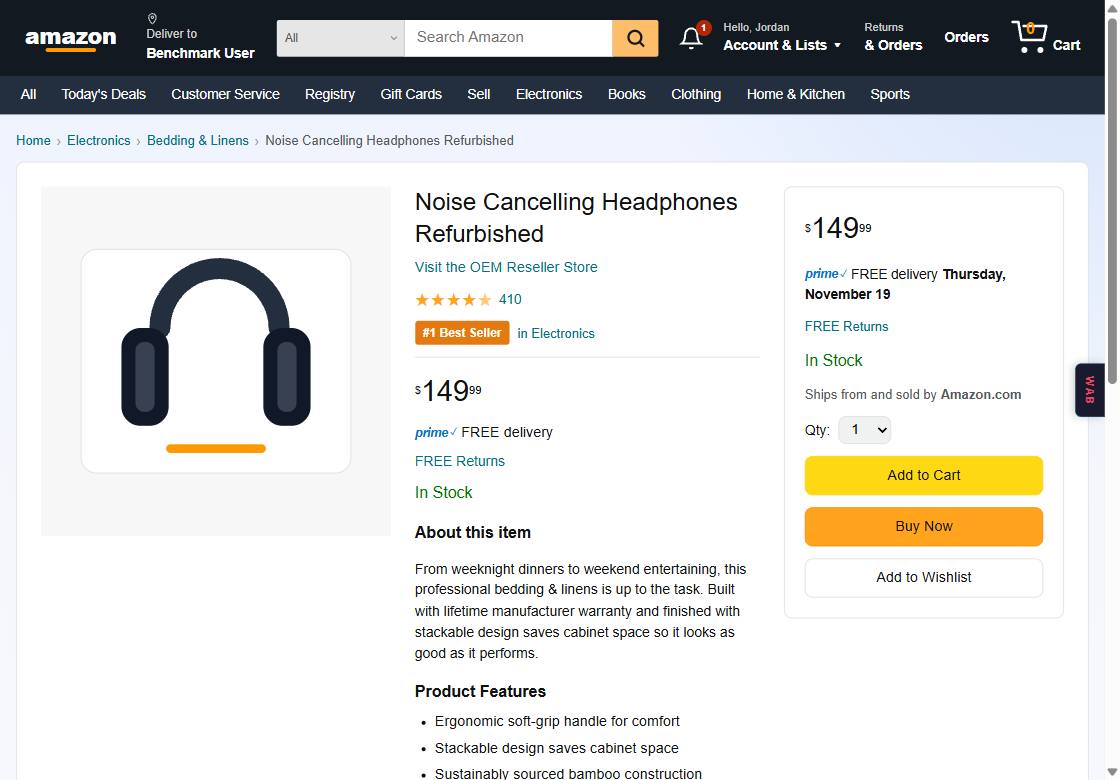 amazon
Deliver to
Benchmark User
All
Search Amazon
1
Hello, Jordan
Account & Lists
Returns
& Orders
Orders
0
Cart
All
Today's Deals
Customer Service
Registry
Gift Cards
Sell
Electronics
Books
Clothing
Home & Kitchen
Sports
Home › Electronics › Bedding & Linens › Noise Cancelling Headphones Refurbished
Noise Cancelling Headphones
Refurbished
Visit the OEM Reseller Store
410
#1 Best Seller in Electronics
$149 99
prime✓ FREE delivery
FREE Returns
In Stock
About this item
From weeknight dinners to weekend entertaining, this
professional bedding & linens is up to the task. Built
with lifetime manufacturer warranty and finished with
stackable design saves cabinet space so it looks as
good as it performs.
Product Features
• Ergonomic soft-grip handle for comfort
• Stackable design saves cabinet space
• Sustainably sourced bamboo construction
$149 99
prime✓ FREE delivery Thursday,
November 19
FREE Returns
In Stock
Ships from and sold by Amazon.com
Qty: 1
Add to Cart
Buy Now
Add to Wishlist
WAB